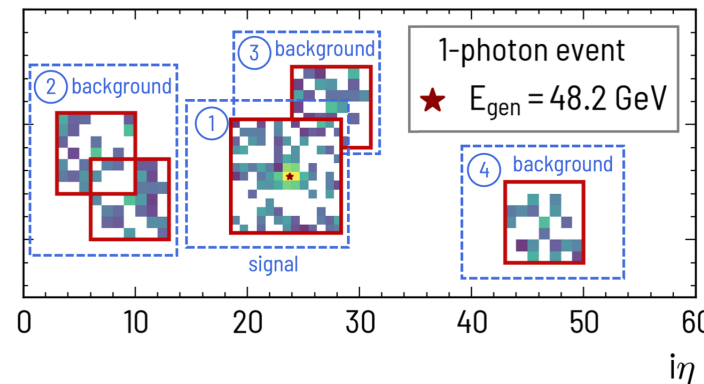 3 background
1-photon event
E_gen = 48.2 GeV
2 background
1
4 background
signal
0 10 20 30 40 50 60
iη